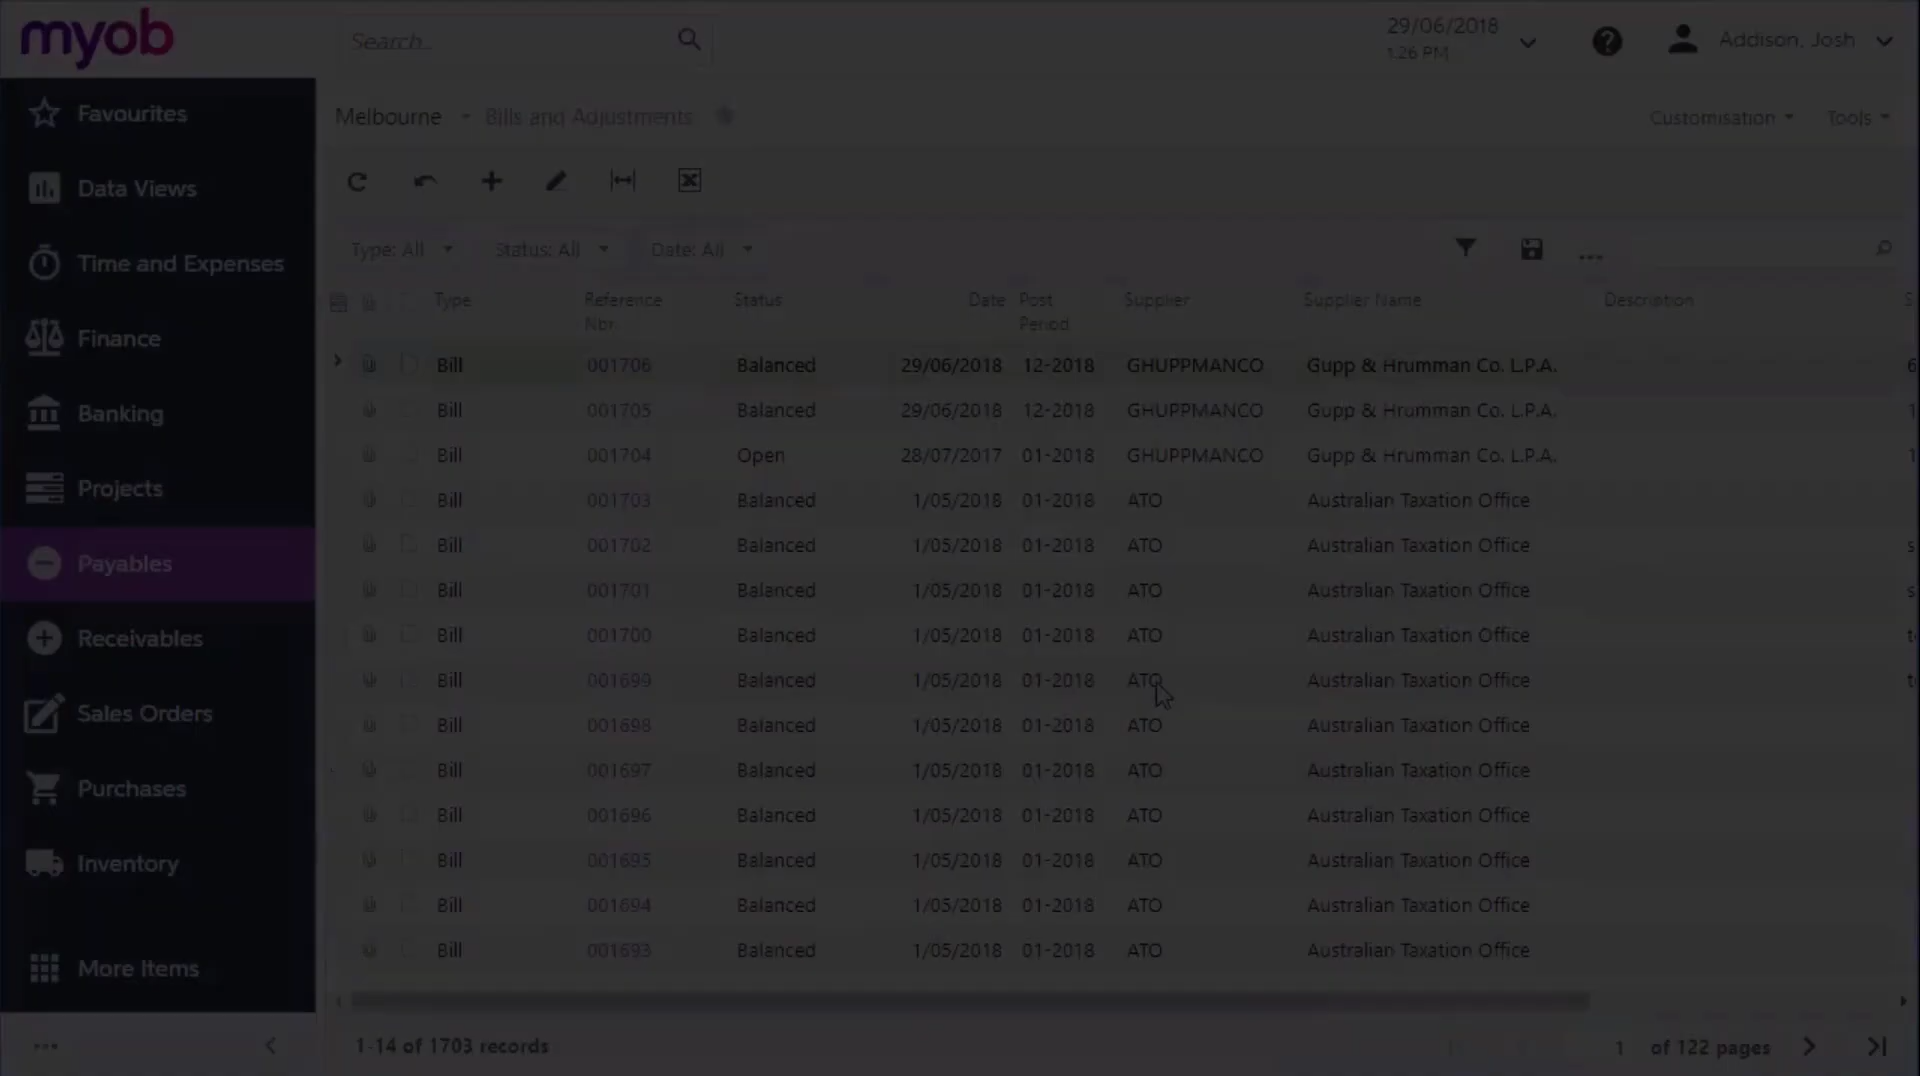 myob
Search...
29/06/2018
1:26 PM
Addison, Josh
Favourites
Data Views
Time and Expenses
Finance
Banking
Projects
Payables
Receivables
Sales Orders
Purchases
Inventory
More Items
Melbourne Bills and Adjustments
Customisation Tools
Type: All Status: All Date: All
Type Reference Nbr. Status Date Post Period Supplier Supplier Name Description S
Bill 001706 Balanced 29/06/2018 12-2018 GHUPPMANCO Gupp & Hrumman Co. L.P.A. 6
Bill 001705 Balanced 29/06/2018 12-2018 GHUPPMANCO Gupp & Hrumman Co. L.P.A. 1
Bill 001704 Open 28/07/2017 01-2018 GHUPPMANCO Gupp & Hrumman Co. L.P.A. 1
Bill 001703 Balanced 1/05/2018 01-2018 ATO Australian Taxation Office
Bill 001702 Balanced 1/05/2018 01-2018 ATO Australian Taxation Office s
Bill 001701 Balanced 1/05/2018 01-2018 ATO Australian Taxation Office s
Bill 001700 Balanced 1/05/2018 01-2018 ATO Australian Taxation Office t
Bill 001699 Balanced 1/05/2018 01-2018 ATO Australian Taxation Office t
Bill 001698 Balanced 1/05/2018 01-2018 ATO Australian Taxation Office
Bill 001697 Balanced 1/05/2018 01-2018 ATO Australian Taxation Office
Bill 001696 Balanced 1/05/2018 01-2018 ATO Australian Taxation Office
Bill 001695 Balanced 1/05/2018 01-2018 ATO Australian Taxation Office
Bill 001694 Balanced 1/05/2018 01-2018 ATO Australian Taxation Office
Bill 001693 Balanced 1/05/2018 01-2018 ATO Australian Taxation Office
1-14 of 1703 records
1 of 122 pages